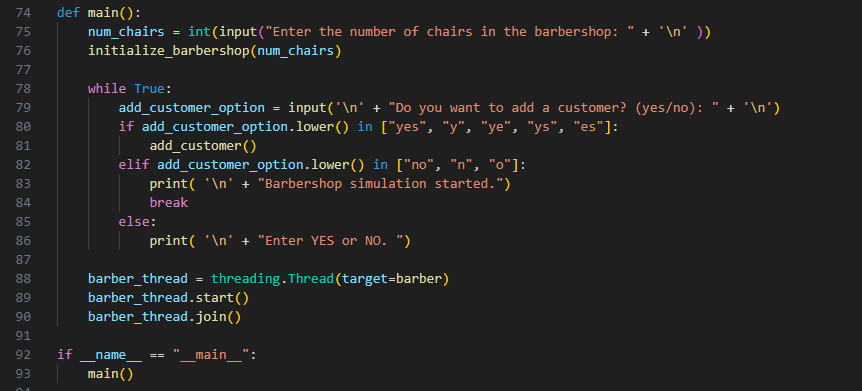 74 def main():
75     num_chairs = int(input("Enter the number of chairs in the barbershop: " + '\n' ))
76     initialize_barbershop(num_chairs)
77
78     while True:
79         add_customer_option = input('\n' + "Do you want to add a customer? (yes/no): " + '\n')
80         if add_customer_option.lower() in ["yes", "y", "ye", "ys", "es"]:
81             add_customer()
82         elif add_customer_option.lower() in ["no", "n", "o"]:
83             print( '\n' + "Barbershop simulation started.")
84             break
85         else:
86             print( '\n' + "Enter YES or NO. ")
87
88     barber_thread = threading.Thread(target=barber)
89     barber_thread.start()
90     barber_thread.join()
91
92 if __name__ == "__main__":
93     main()